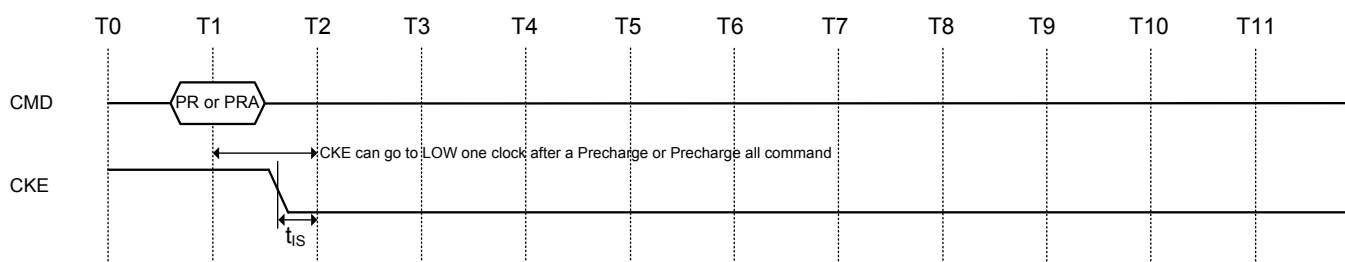 T0 T1 T2 T3 T4 T5 T6 T7 T8 T9 T10 T11
CMD PR or PRA
CKE can go to LOW one clock after a Precharge or Precharge all command
CKE
tIS